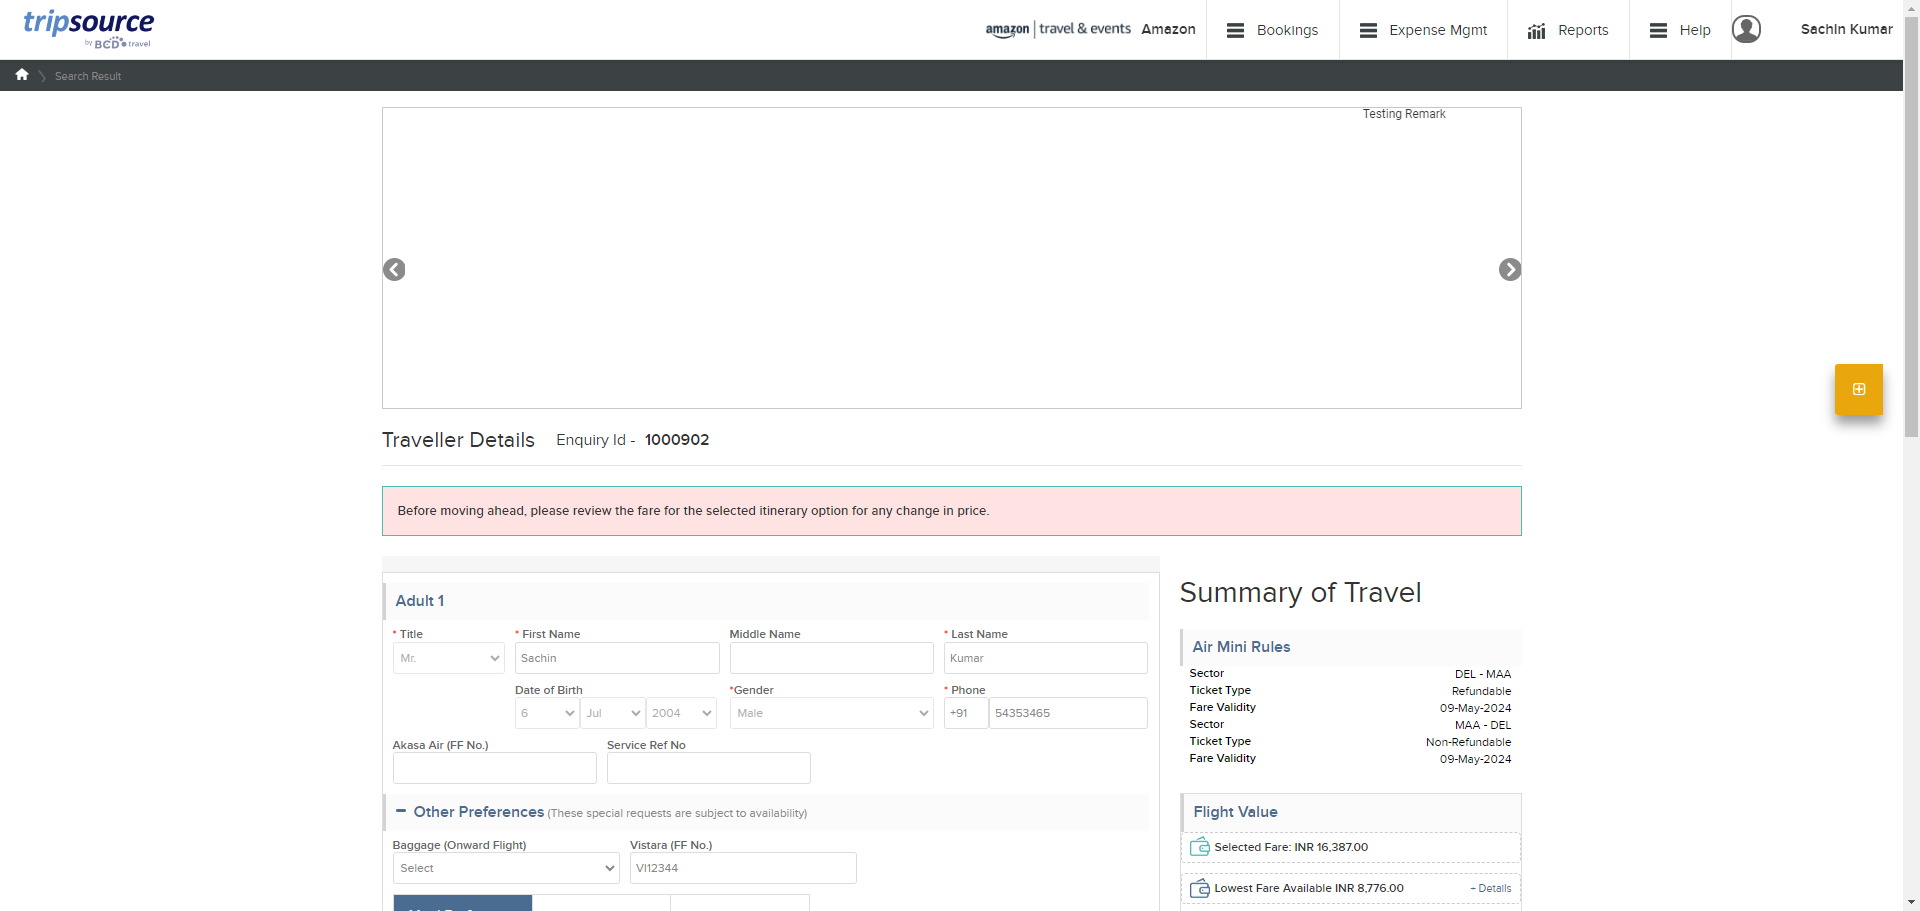 tripsource
by BCD travel
amazon | travel & events Amazon
Bookings
Expense Mgmt
Reports
Help
Sachin Kumar
Search Result
Testing Remark
Traveller Details Enquiry Id - 1000902
Before moving ahead, please review the fare for the selected itinerary option for any change in price.
Adult 1
* Title * First Name Middle Name * Last Name
Mr. Sachin Kumar
Date of Birth *Gender * Phone
6 Jul 2004 Male +91 54353465
Akasa Air (FF No.) Service Ref No
− Other Preferences (These special requests are subject to availability)
Baggage (Onward Flight) Vistara (FF No.)
Select VI12344
Summary of Travel
Air Mini Rules
Sector DEL - MAA
Ticket Type Refundable
Fare Validity 09-May-2024
Sector MAA - DEL
Ticket Type Non-Refundable
Fare Validity 09-May-2024
Flight Value
Selected Fare: INR 16,387.00
Lowest Fare Available INR 8,776.00 + Details